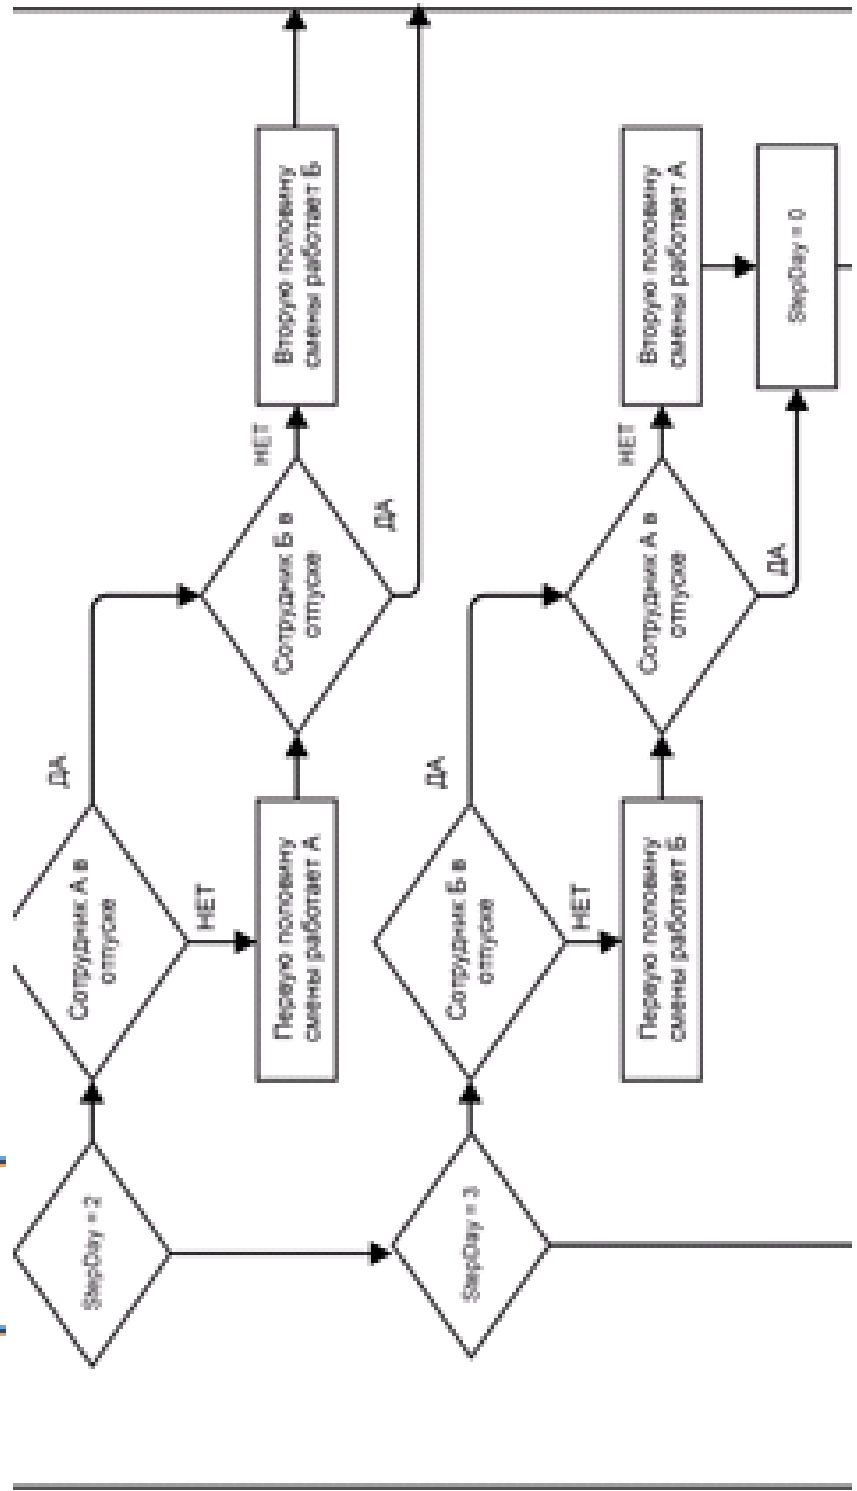 StepDay = 2
Сотрудник А в
отпуске
ДА
НЕТ
Первую половину
смены работает А
Сотрудник Б в
отпуске
НЕТ
ДА
Вторую половину
смены работает Б
StepDay = 3
Сотрудник Б в
отпуске
ДА
НЕТ
Первую половину
смены работает Б
Сотрудник А в
отпуске
НЕТ
ДА
Вторую половину
смены работает А
StepDay = 0